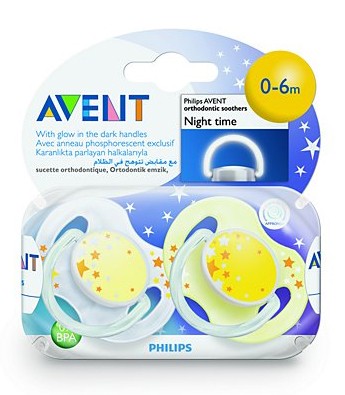 AVENT
With glow in the dark handles
Avec anneau phosphorescent exclusif
Karanlıkta parlayan halkalarıyla
مع مقابض تتوهج في الظلام
sucette orthodontique, Ortodontik emzik,
0-6m
Philips AVENT
orthodontic soothers
Night time
BPA
PHILIPS